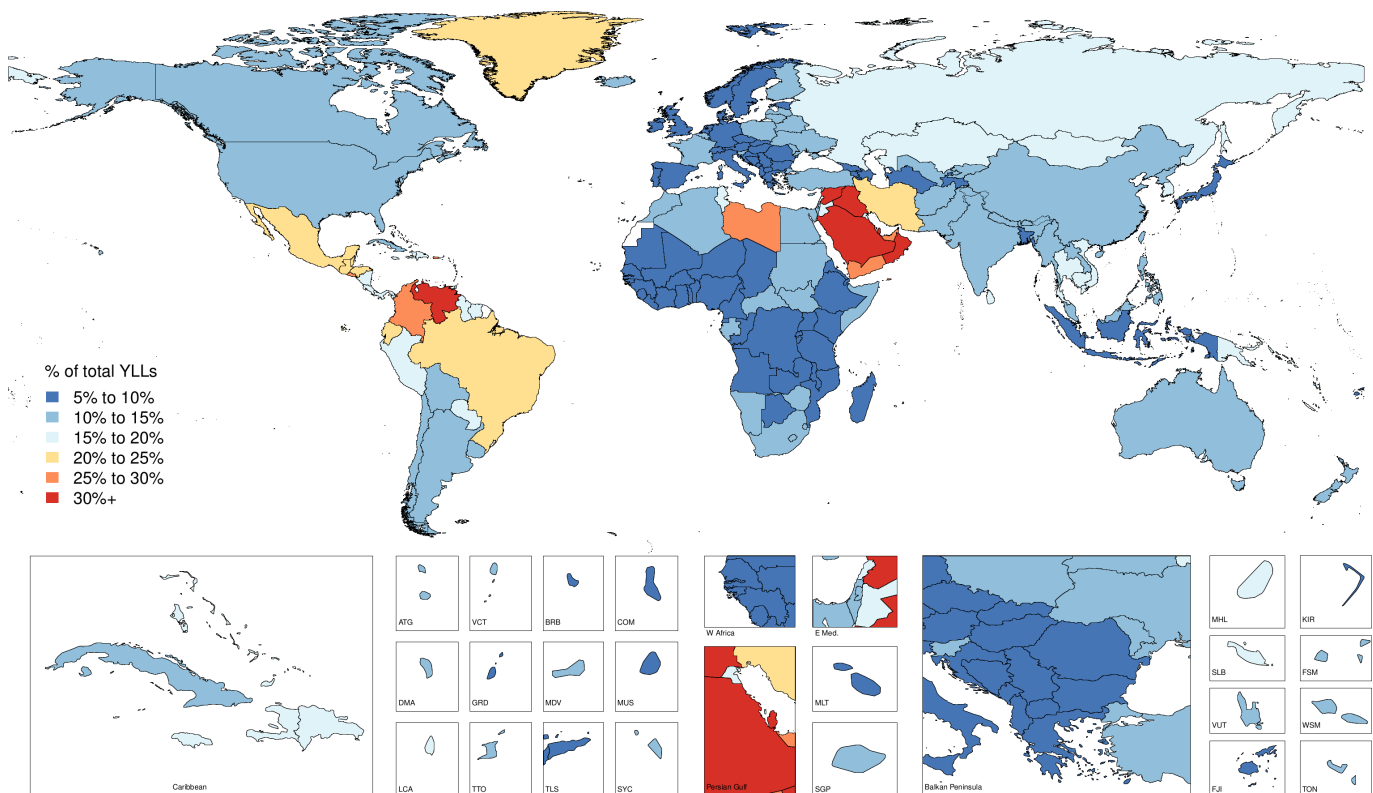 % of total YLLs
5% to 10%
10% to 15%
15% to 20%
20% to 25%
25% to 30%
30%+
Caribbean
ATG
VCT
BRB
COM
DMA
GRD
MDV
MUS
LCA
TTO
TLS
SYC
W Africa
E Med.
Persian Gulf
MLT
SGP
Balkan Peninsula
MHL
KIR
SLB
FSM
VUT
WSM
FJI
TON